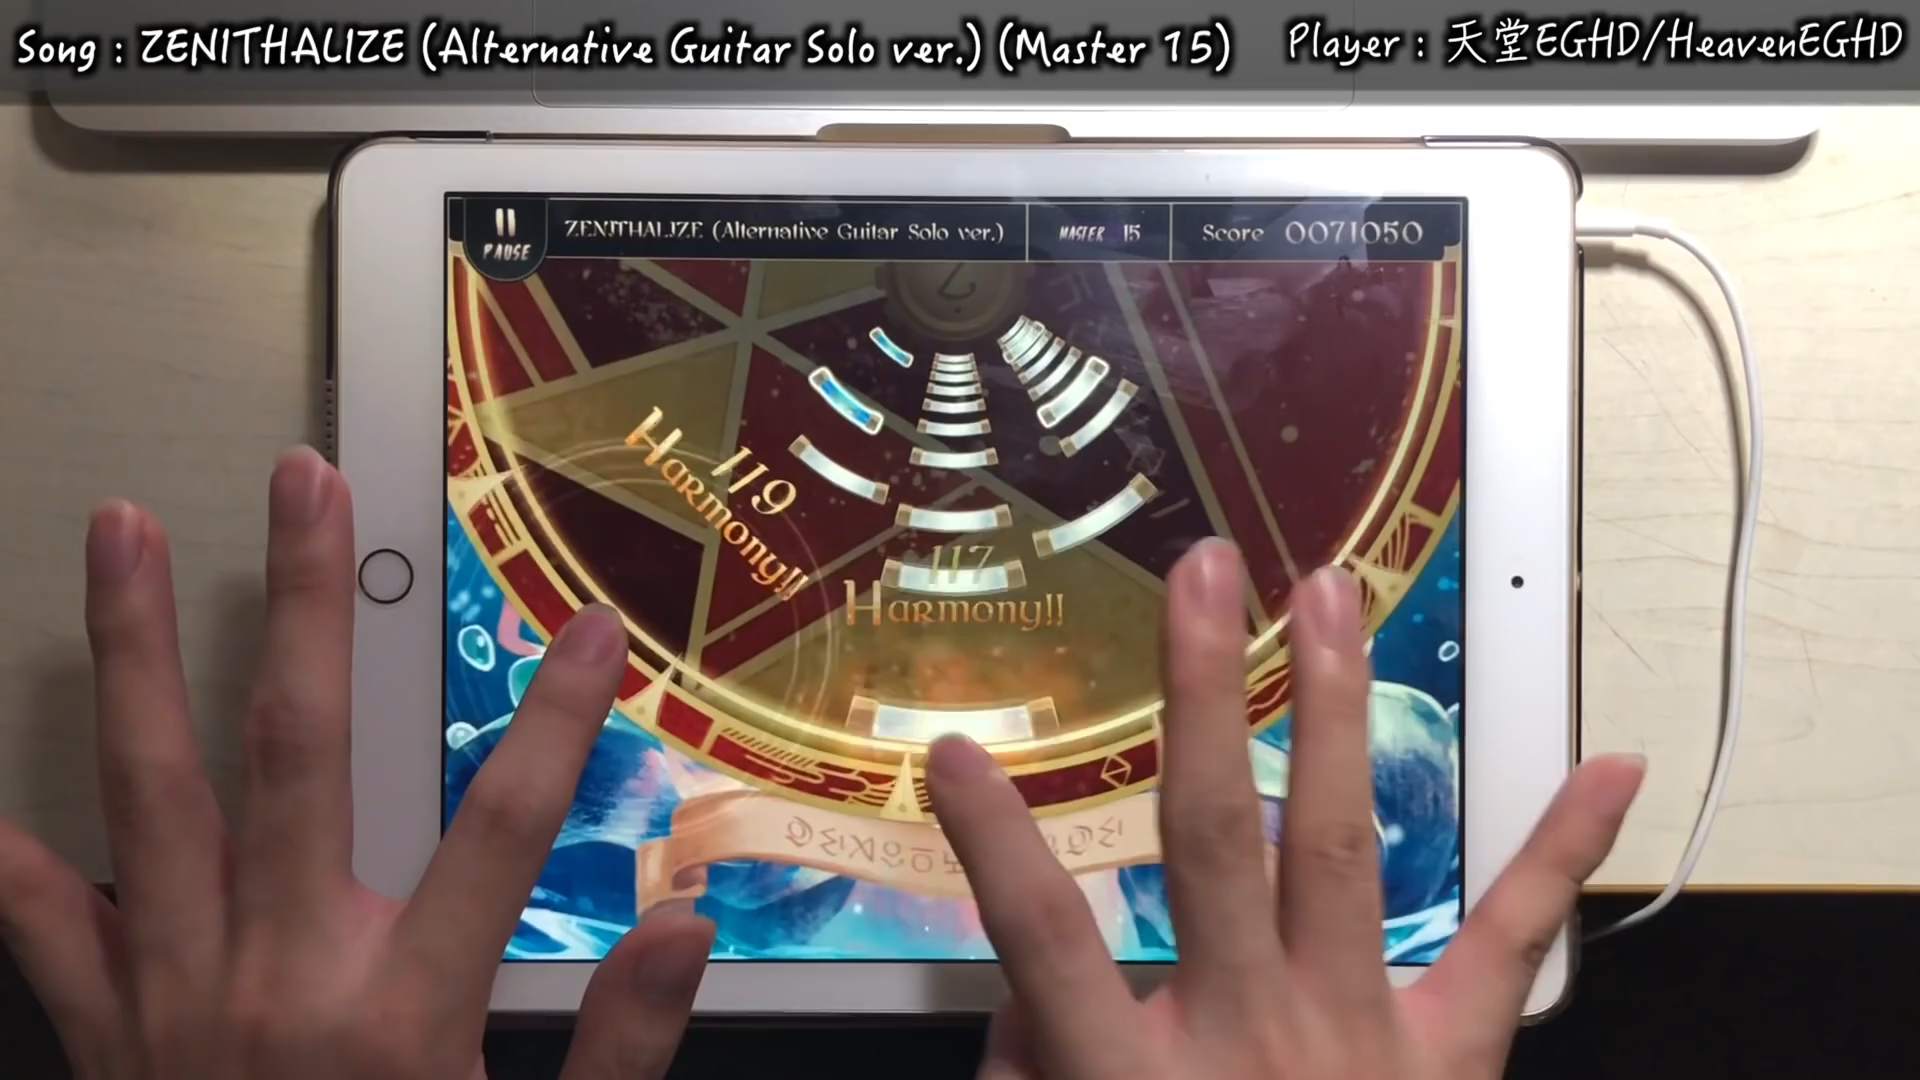 Song : ZENITHALIZE (Alternative Guitar Solo ver.) (Master 15)
Player : 天堂EGHD/HeavenEGHD
PAUSE
ZENITHALIZE (Alternative Guitar Solo ver.)
MASTER 15
Score 0071050
119
Harmony!!
117
Harmony!!